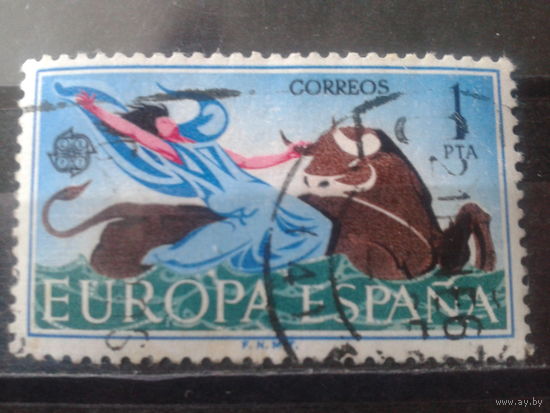 CORREOS
1
PTA
EUROPA ESPAÑA
F.N.M.T.
www.ay.by